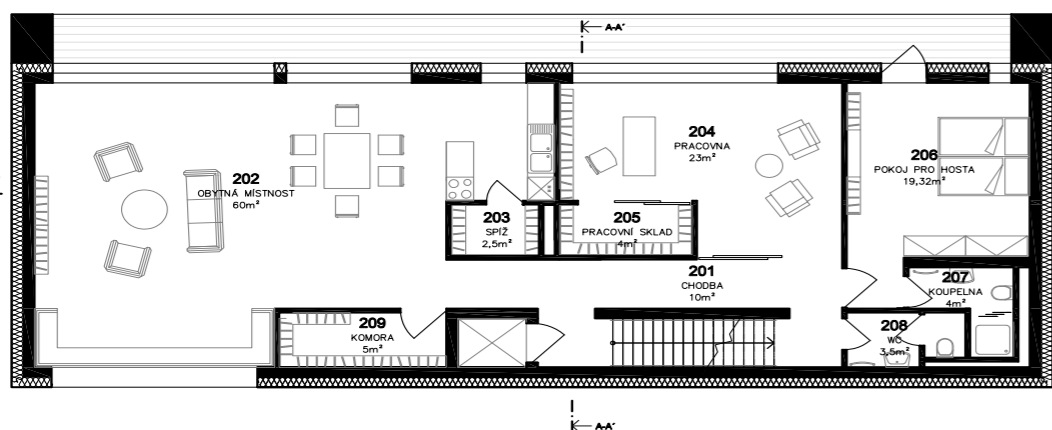 A-A'
202
OBYTNÁ MÍSTNOST
60m²
203
SPÍŽ
2,5m²
204
PRACOVNA
23m²
205
PRACOVNÍ SKLAD
4m²
206
POKOJ PRO HOSTA
19,32m²
201
CHODBA
10m²
207
KOUPELNA
4m²
208
WC
3,5m²
209
KOMORA
5m²
A-A'